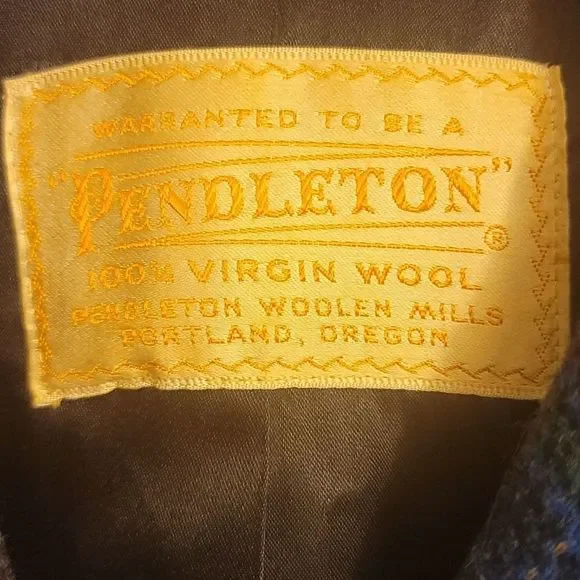 WARRANTED TO BE A
"PENDLETON"®
100% VIRGIN WOOL
PENDLETON WOOLEN MILLS
PORTLAND, OREGON